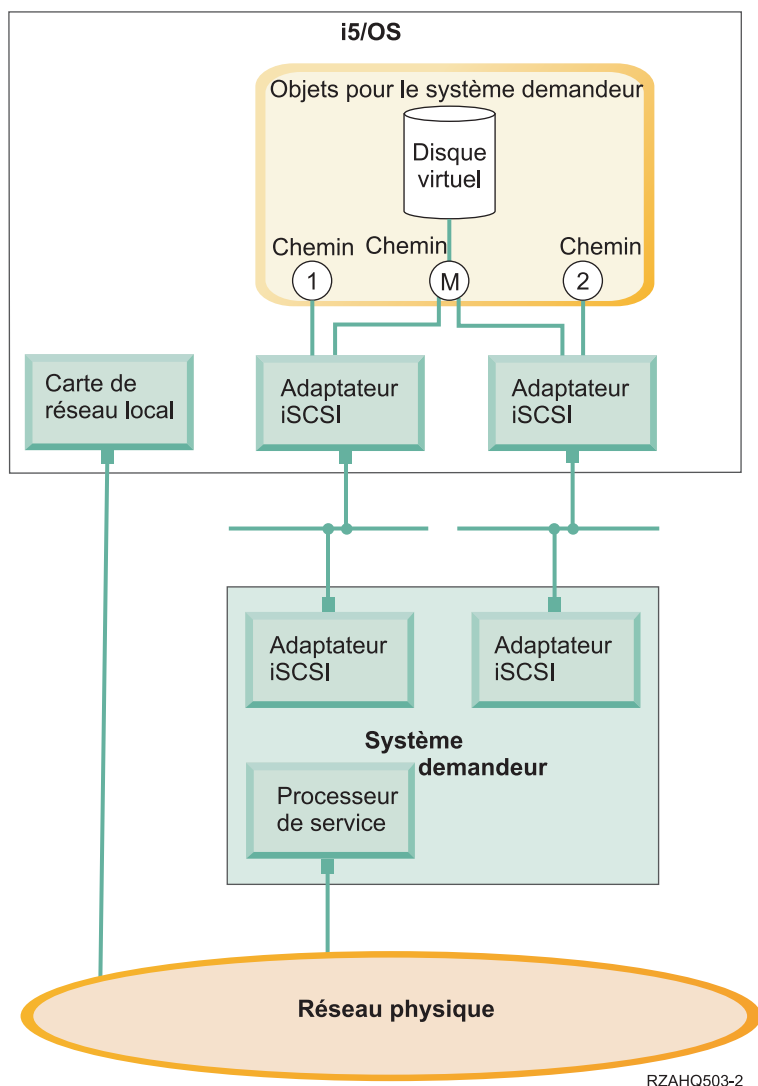 i5/OS
Objets pour le système demandeur
Disque
virtuel
Chemin
Chemin
Chemin
1
M
2
Carte de
réseau local
Adaptateur
iSCSI
Adaptateur
iSCSI
Adaptateur
iSCSI
Adaptateur
iSCSI
Système
demandeur
Processeur
de service
Réseau physique
RZAHQ503-2